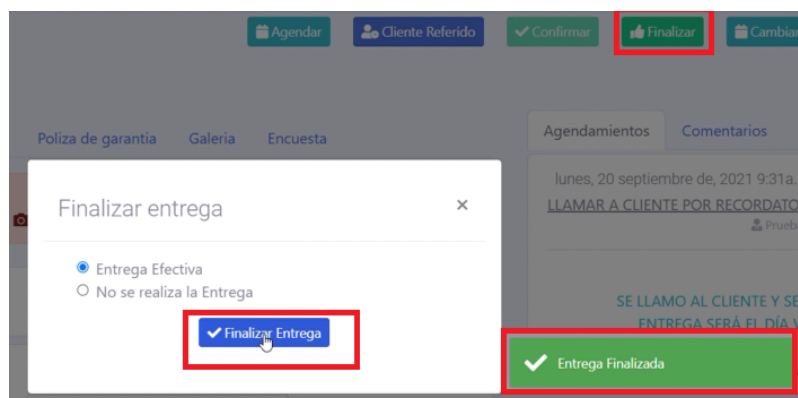 Agendar Cliente Referido Confirmar Finalizar Cambiar
Poliza de garantia Galeria Encuesta
Agendamientos Comentarios
lunes, 20 septiembre de, 2021 9:31a.
LLAMAR A CLIENTE POR RECORDATO
Prueb
Finalizar entrega ×
Entrega Efectiva
No se realiza la Entrega
Finalizar Entrega
SE LLAMO AL CLIENTE Y SE
ENTREGA SERÁ EL DÍA V
Entrega Finalizada